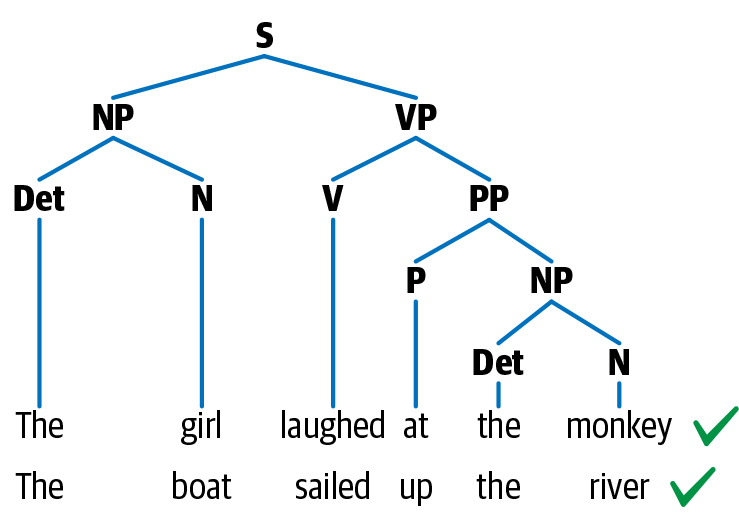 S
NP VP
Det N V PP
P NP
Det N
The girl laughed at the monkey
The boat sailed up the river